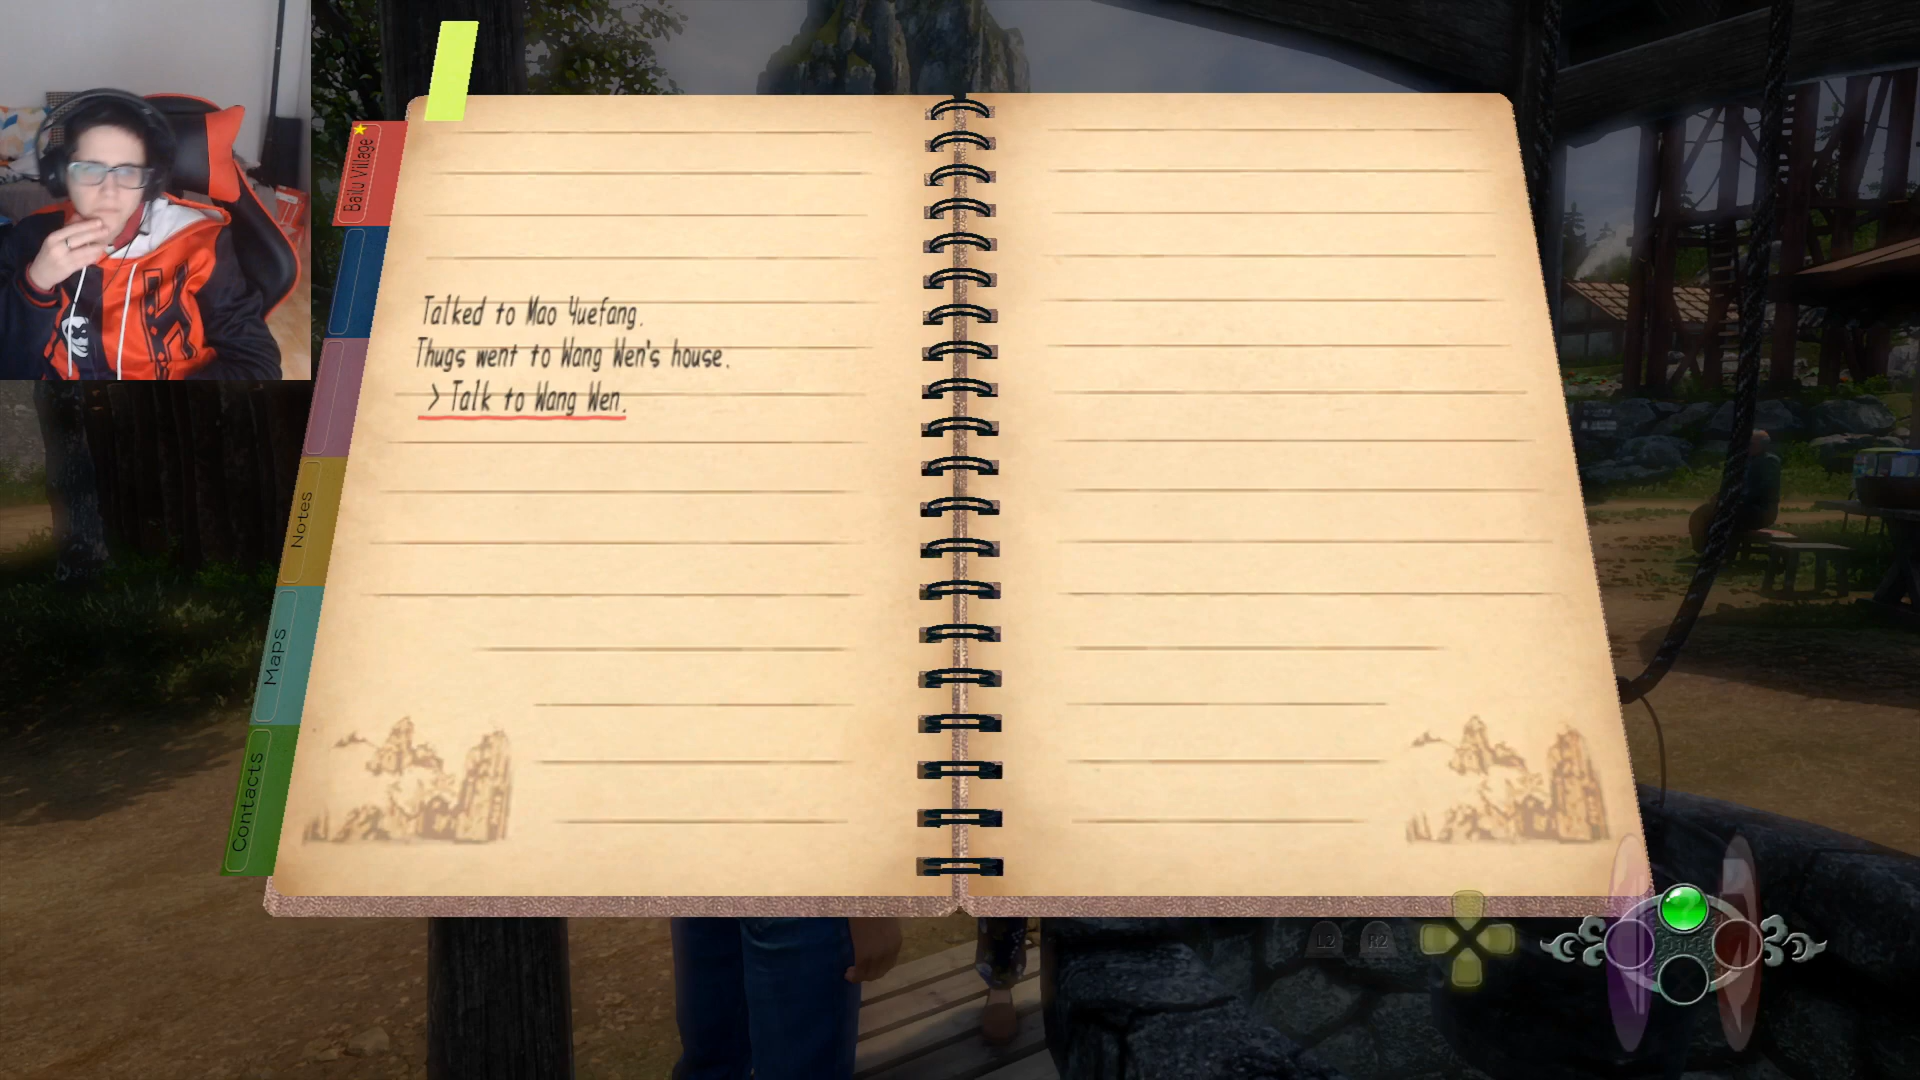 Bailu Village
Talked to Mao Yuefang.
Thugs went to Wang Wen's house.
> Talk to Wang Wen.
Notes
Maps
Contacts
L2
R2